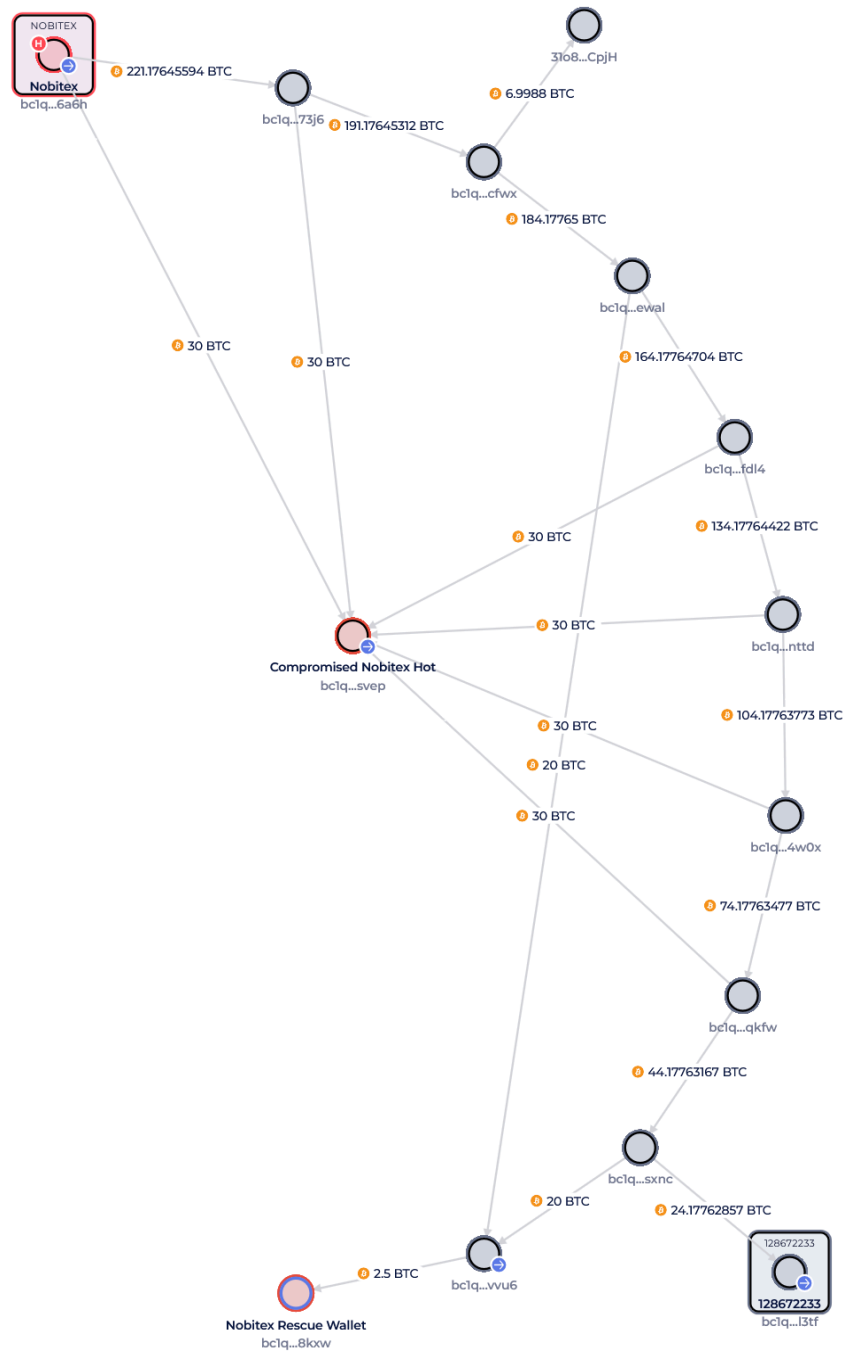 NOBITEX
H
Nobitex
bc1q...6a6h
221.17645594 BTC
bc1q...73j6
191.17645312 BTC
31o8...CpjH
6.9988 BTC
bc1q...cfwx
184.17765 BTC
bc1q...ewal
30 BTC
30 BTC
164.17764704 BTC
bc1q...fdl4
134.17764422 BTC
30 BTC
30 BTC
bc1q...nttd
Compromised Nobitex Hot
bc1q...svep
104.17763773 BTC
30 BTC
20 BTC
30 BTC
bc1q...4w0x
74.17763477 BTC
bc1q...qkfw
44.17763167 BTC
bc1q...sxnc
20 BTC
24.17762857 BTC
128672233
128672233
bc1q...l3tf
bc1q...vvu6
2.5 BTC
Nobitex Rescue Wallet
bc1q...8kxw